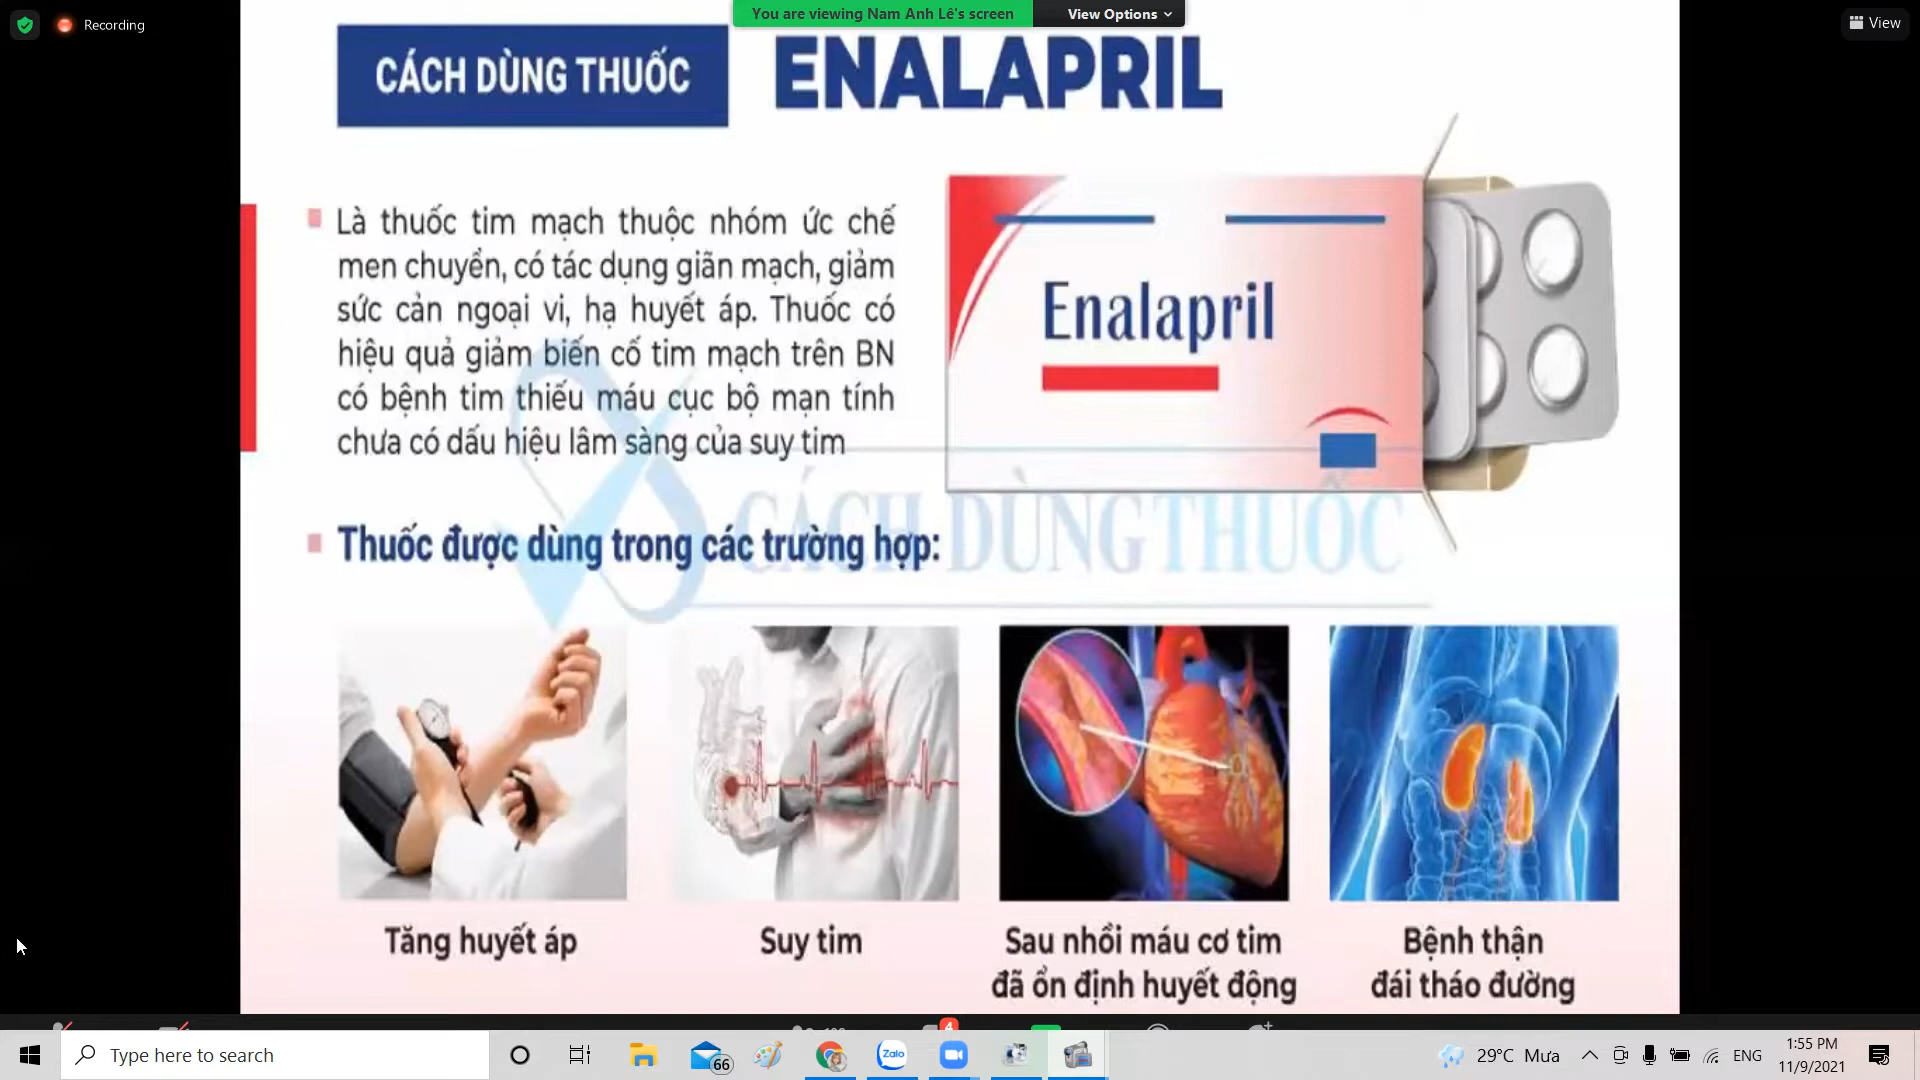 You are viewing Nam Anh Lê's screen
View Options
Recording
View
CÁCH DÙNG THUỐC
ENALAPRIL
Là thuốc tim mạch thuộc nhóm ức chế
men chuyển, có tác dụng giãn mạch, giảm
sức cản ngoại vi, hạ huyết áp. Thuốc có
hiệu quả giảm biến cố tim mạch trên BN
có bệnh tim thiếu máu cục bộ mạn tính
chưa có dấu hiệu lâm sàng của suy tim
Enalapril
CÁCH DÙNG THUỐC
Thuốc được dùng trong các trường hợp:
Tăng huyết áp
Suy tim
Sau nhồi máu cơ tim
đã ổn định huyết động
Bệnh thận
đái tháo đường
4
Type here to search
66
Zalo
29°C Mưa
ENG
1:55 PM
11/9/2021